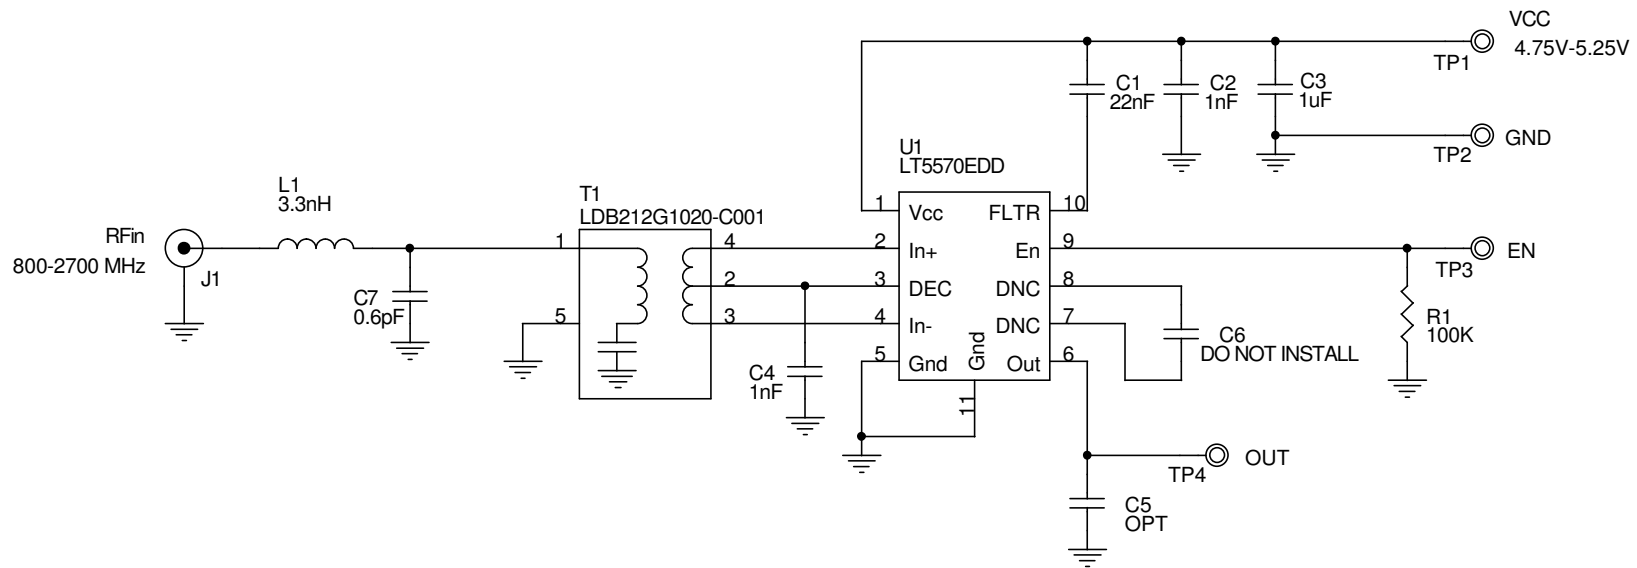 VCC
4.75V-5.25V
TP1
C1
22nF
C2
1nF
C3
1uF
GND
TP2
U1
LT5570EDD
L1
3.3nH
T1
LDB212G1020-C001
RFin
800-2700 MHz
J1
C7
0.6pF
1
5
4
2
3
C4
1nF
1
2
3
4
5
Vcc
In+
DEC
In-
Gnd
Gnd
11
FLTR
En
DNC
DNC
Out
10
9
8
7
6
EN
TP3
R1
100K
C6
DO NOT INSTALL
OUT
TP4
C5
OPT